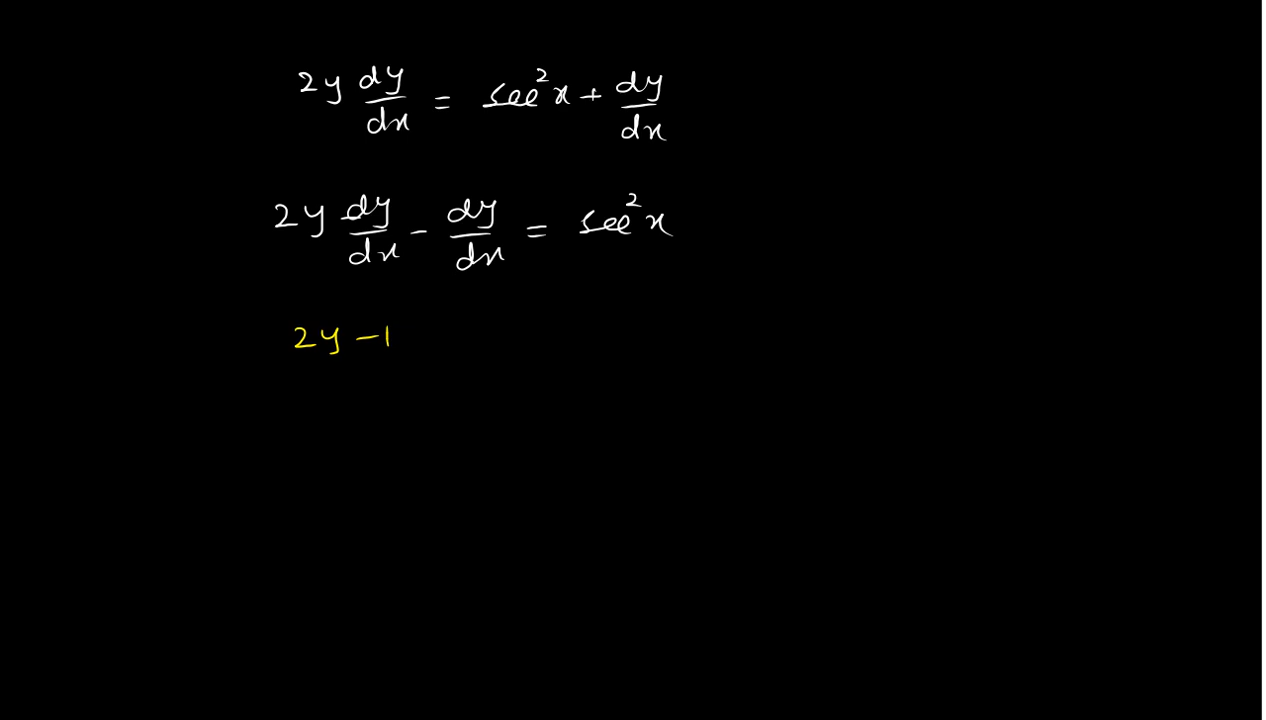 2y dy/dx = sec²x + dy/dx
2y dy/dx - dy/dx = sec²x
2y - 1